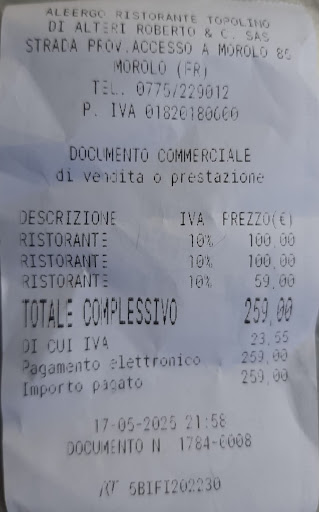 ALBERGO RISTORANTE TOPOLINO
DI ALTERI ROBERTO & C. SAS
STRADA PROV.ACCESSO A MOROLO 86
MOROLO (FR)
TEL. 0775/229012
P. IVA 01820180600
DOCUMENTO COMMERCIALE
di vendita o prestazione
DESCRIZIONE IVA PREZZO(€)
RISTORANTE 10% 100,00
RISTORANTE 10% 100,00
RISTORANTE 10% 59,00
TOTALE COMPLESSIVO 259,00
DI CUI IVA 23,55
Pagamento elettronico 259,00
Importo pagato 259,00
17-05-2025 21:58
DOCUMENTO N 1784-0008
RT 5BIFI202230